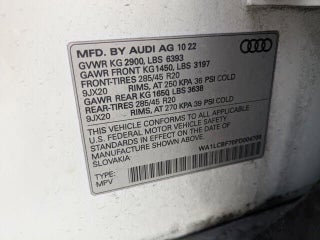 MFD. BY AUDI AG 10 22
GVWR KG 2900, LBS 6393
GAWR FRONT KG1450, LBS 3197
FRONT-TIRES 285/45 R20
9JX20 RIMS, AT 250 KPA 36 PSI COLD
GAWR REAR KG 1650, LBS 3638
REAR-TIRES 285/45 R20
9JX20 RIMS, AT 270 KPA 39 PSI COLD
THIS VEHICLE CONFORMS TO ALL APPLICABLE
U.S. FEDERAL MOTOR VEHICLE SAFETY STANDARDS
IN EFFECT ON THE DATE OF
MANUFACTURE SHOWN ABOVE.
SLOVAKIA
TYPE:
MPV